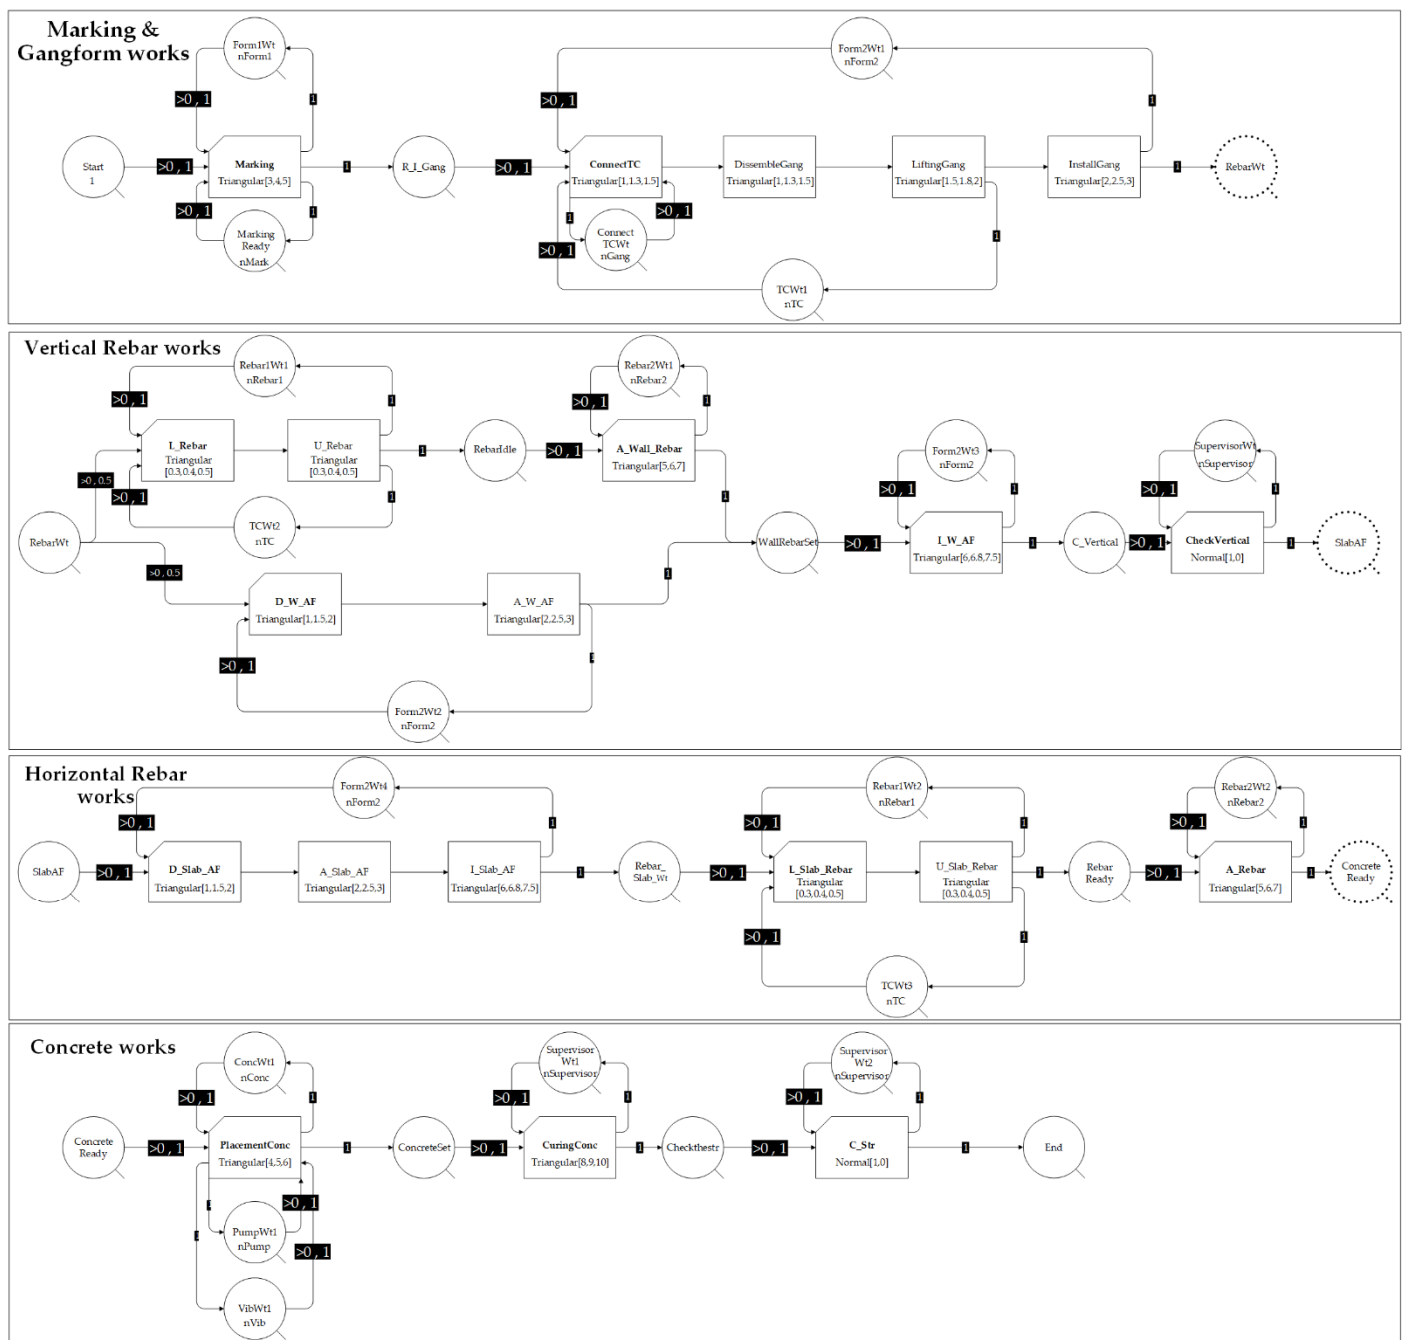 Marking &
Gangform works
Form1Wt
nForm1
>0 , 1
1
Start
1
>0 , 1
Marking
Triangular[3,4,5]
1
R_I_Gang
>0 , 1
1
Marking
Ready
nMark
Form2Wt1
nForm2
>0 , 1
1
>0 , 1
ConnectTC
Triangular[1,1.3,1.5]
DissembleGang
Triangular[1,1.3,1.5]
LiftingGang
Triangular[1.5,1.8,2]
InstallGang
Triangular[2,2.5,3]
1
RebarWt
1
>0 , 1
Connect
TCWt
nGang
>0 , 1
1
TCWt1
nTC
Vertical Rebar works
Rebar1Wt1
nRebar1
>0 , 1
1
L_Rebar
Triangular
[0.3,0.4,0.5]
U_Rebar
Triangular
[0.3,0.4,0.5]
1
RebarIdle
>0 , 1
Rebar2Wt1
nRebar2
>0 , 1
1
A_Wall_Rebar
Triangular[5,6,7]
>0 , 0.5
>0 , 1
1
TCWt2
nTC
1
RebarWt
>0 , 0.5
D_W_AF
Triangular[1,1.5,2]
A_W_AF
Triangular[2,2.5,3]
1
>0 , 1
1
Form2Wt2
nForm2
WallRebarSet
>0 , 1
Form2Wt3
nForm2
>0 , 1
1
I_W_AF
Triangular[6,6.8,7.5]
1
C_Vertical
>0 , 1
SupervisorWt
nSupervisor
>0 , 1
1
CheckVertical
Normal[1,0]
1
SlabAF
Horizontal Rebar
works
Form2Wt4
nForm2
>0 , 1
1
SlabAF
>0 , 1
D_Slab_AF
Triangular[1,1.5,2]
A_Slab_AF
Triangular[2,2.5,3]
I_Slab_AF
Triangular[6,6.8,7.5]
1
Rebar_
Slab_Wt
>0 , 1
Rebar1Wt2
nRebar1
>0 , 1
1
L_Slab_Rebar
Triangular
[0.3,0.4,0.5]
U_Slab_Rebar
Triangular
[0.3,0.4,0.5]
1
>0 , 1
1
TCWt3
nTC
Rebar
Ready
>0 , 1
Rebar2Wt2
nRebar2
>0 , 1
1
A_Rebar
Triangular[5,6,7]
1
Concrete
Ready
Concrete works
ConcWt1
nConc
>0 , 1
1
Concrete
Ready
>0 , 1
PlacementConc
Triangular[4,5,6]
1
1
PumpWt1
nPump
>0 , 1
1
VibWt1
nVib
>0 , 1
ConcreteSet
>0 , 1
Supervisor
Wt1
nSupervisor
>0 , 1
1
CuringConc
Triangular[8,9,10]
1
Checkthestr
>0 , 1
Supervisor
Wt2
nSupervisor
>0 , 1
1
C_Str
Normal[1,0]
1
End